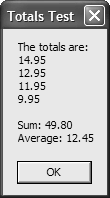 Totals Test
The totals are:
14.95
12.95
11.95
9.95
Sum: 49.80
Average: 12.45
OK